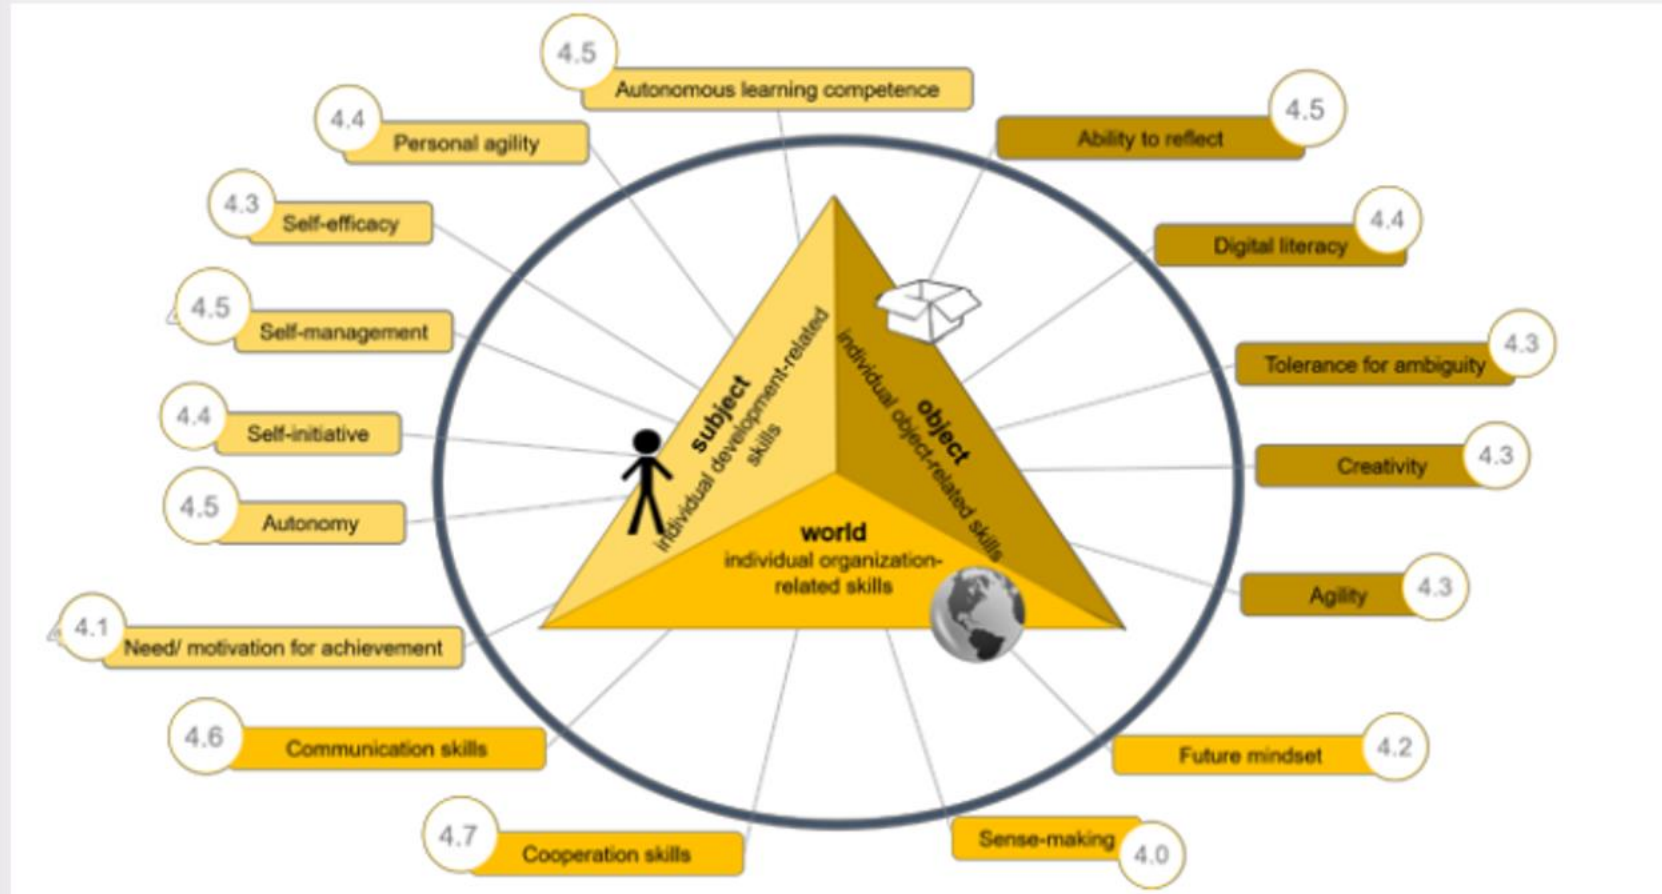 4.5
Autonomous learning competence
4.4
Personal agility
4.3
Self-efficacy
4.5
Self-management
4.4
Self-initiative
4.5
Autonomy
4.1
Need/ motivation for achievement
4.6
Communication skills
4.7
Cooperation skills
Ability to reflect
4.5
Digital literacy
4.4
Tolerance for ambiguity
4.3
Creativity
4.3
Agility
4.3
Future mindset
4.2
Sense-making
4.0
subject
individual development-related
skills
object
individual object-related skills
world
individual organization-
related skills